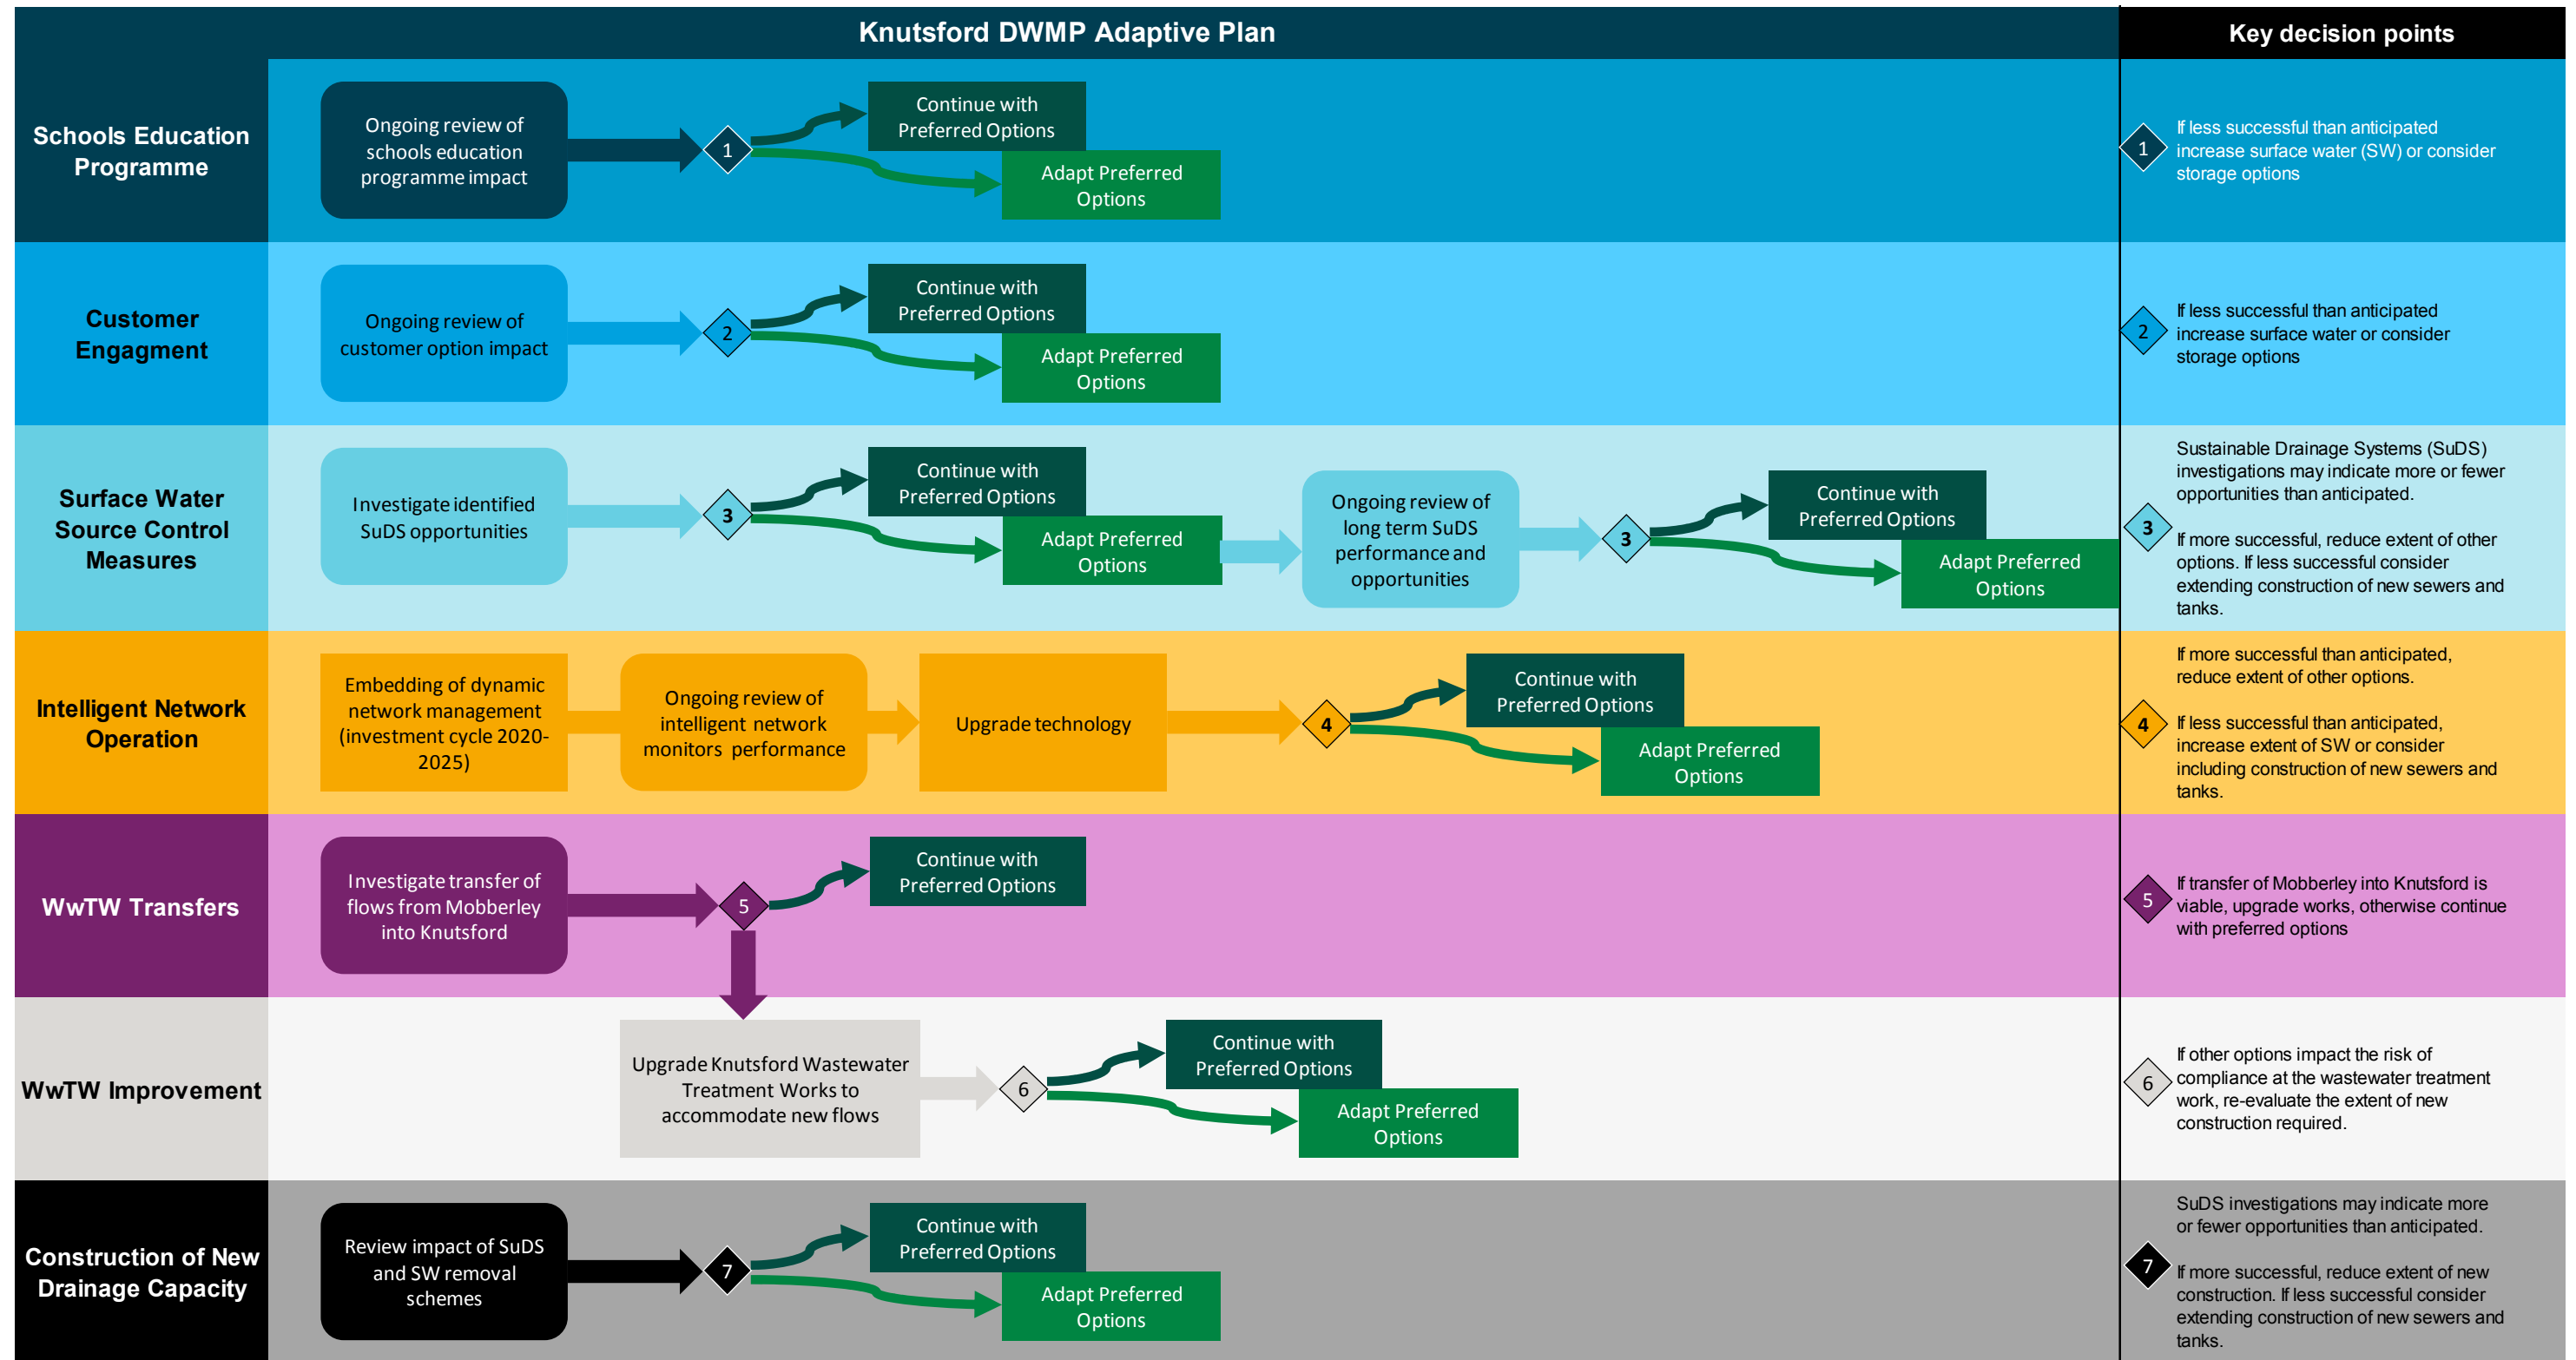 Knutsford DWMP Adaptive Plan
Key decision points
Schools Education
Programme
Ongoing review of
schools education
programme impact
1
Continue with
Preferred Options
Adapt Preferred
Options
1
If less successful than anticipated
increase surface water (SW) or consider
storage options
Customer
Engagment
Ongoing review of
customer option impact
2
Continue with
Preferred Options
Adapt Preferred
Options
2
If less successful than anticipated
increase surface water or consider
storage options
Surface Water
Source Control
Measures
Investigate identified
SuDS opportunities
3
Continue with
Preferred Options
Adapt Preferred
Options
Ongoing review of
long term SuDS
performance and
opportunities
3
Continue with
Preferred Options
Adapt Preferred
Options
3
Sustainable Drainage Systems (SuDS)
investigations may indicate more or fewer
opportunities than anticipated.
If more successful, reduce extent of other
options. If less successful consider
extending construction of new sewers and
tanks.
Intelligent Network
Operation
Embedding of dynamic
network management
(investment cycle 2020-
2025)
Ongoing review of
intelligent network
monitors performance
Upgrade technology
4
Continue with
Preferred Options
Adapt Preferred
Options
4
If more successful than anticipated,
reduce extent of other options.
If less successful than anticipated,
increase extent of SW or consider
including construction of new sewers and
tanks.
WwTW Transfers
Investigate transfer of
flows from Mobberley
into Knutsford
5
Continue with
Preferred Options
5
If transfer of Mobberley into Knutsford is
viable, upgrade works, otherwise continue
with preferred options
WwTW Improvement
Upgrade Knutsford Wastewater
Treatment Works to
accommodate new flows
6
Continue with
Preferred Options
Adapt Preferred
Options
6
If other options impact the risk of
compliance at the wastewater treatment
work, re-evaluate the extent of new
construction required.
Construction of New
Drainage Capacity
Review impact of SuDS
and SW removal
schemes
7
Continue with
Preferred Options
Adapt Preferred
Options
7
SuDS investigations may indicate more
or fewer opportunities than anticipated.
If more successful, reduce extent of new
construction. If less successful consider
extending construction of new sewers and
tanks.